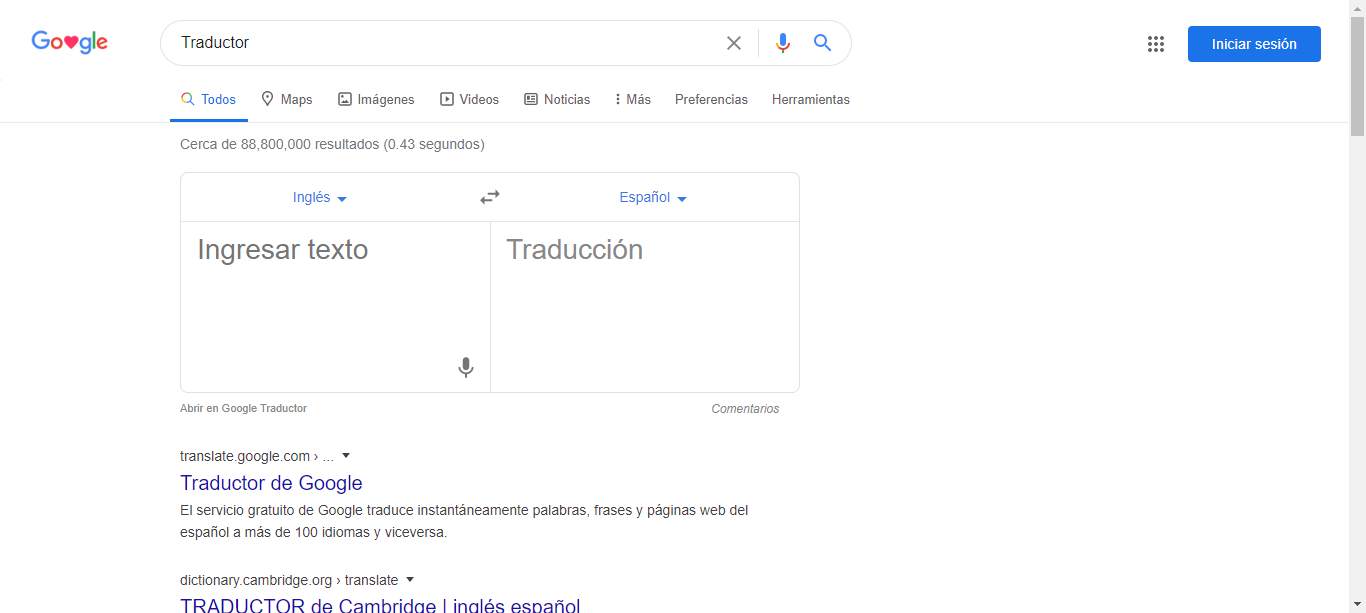 Google
Traductor
Iniciar sesión
Todos Maps Imágenes Videos Noticias Más Preferencias Herramientas
Cerca de 88,800,000 resultados (0.43 segundos)
Inglés Español
Ingresar texto Traducción
Abrir en Google Traductor Comentarios
translate.google.com › ...
Traductor de Google
El servicio gratuito de Google traduce instantáneamente palabras, frases y páginas web del
español a más de 100 idiomas y viceversa.
dictionary.cambridge.org › translate
TRADUCTOR de Cambridge | inglés español